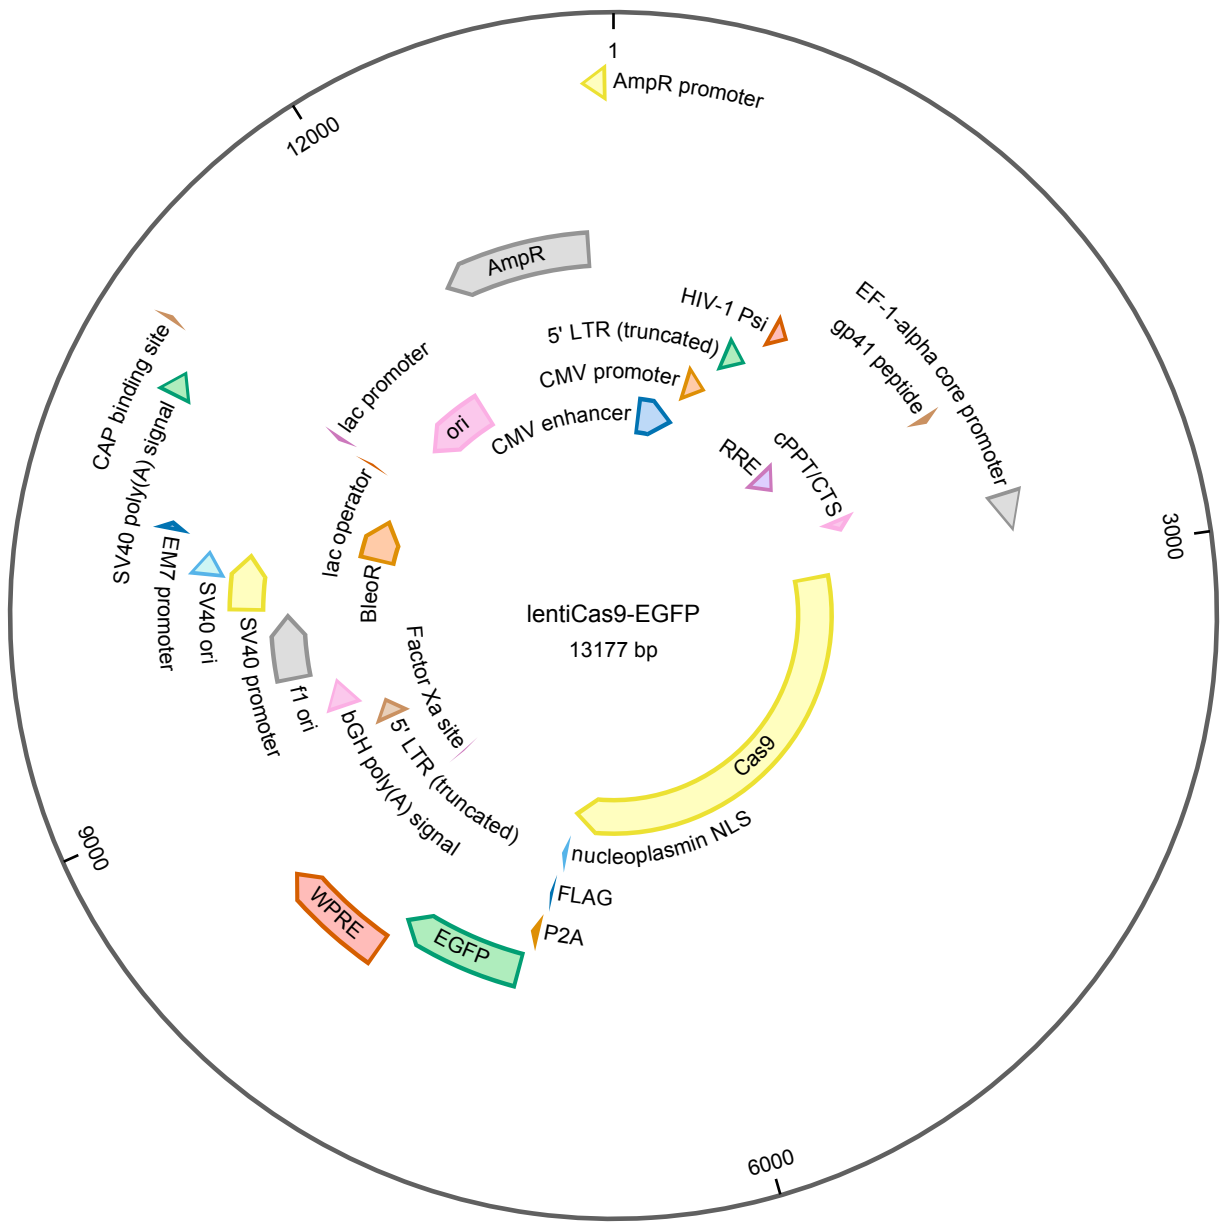 1
AmpR promoter
12000
AmpR
HIV-1 Psi
EF-1-alpha core promoter
5' LTR (truncated)
gp41 peptide
CMV promoter
lac promoter
CAP binding site
ori
CMV enhancer
SV40 poly(A) signal
RRE
cPPT/CTS
lac operator
3000
EM7 promoter
SV40 ori
BleoR
lentiCas9-EGFP
13177 bp
SV40 promoter
f1 ori
Factor Xa site
bGH poly(A) signal
5' LTR (truncated)
Cas9
nucleoplasmin NLS
9000
FLAG
WPRE
EGFP
P2A
6000